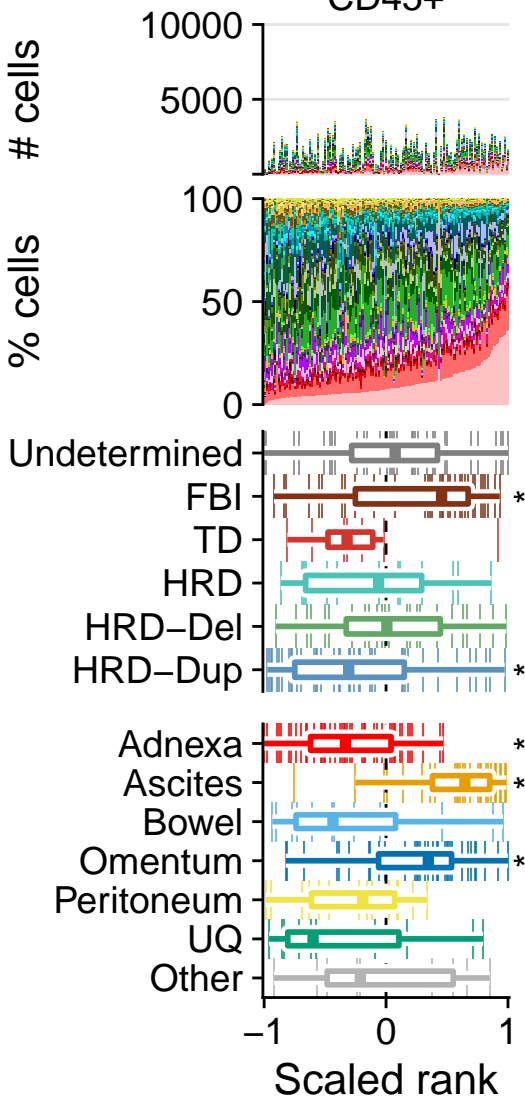 CD45+
10000
5000
# cells
100
50
0
% cells
Undetermined
FBI *
TD
HRD
HRD−Del
HRD−Dup *
Adnexa *
Ascites *
Bowel
Omentum *
Peritoneum
UQ
Other
−1 0 1
Scaled rank